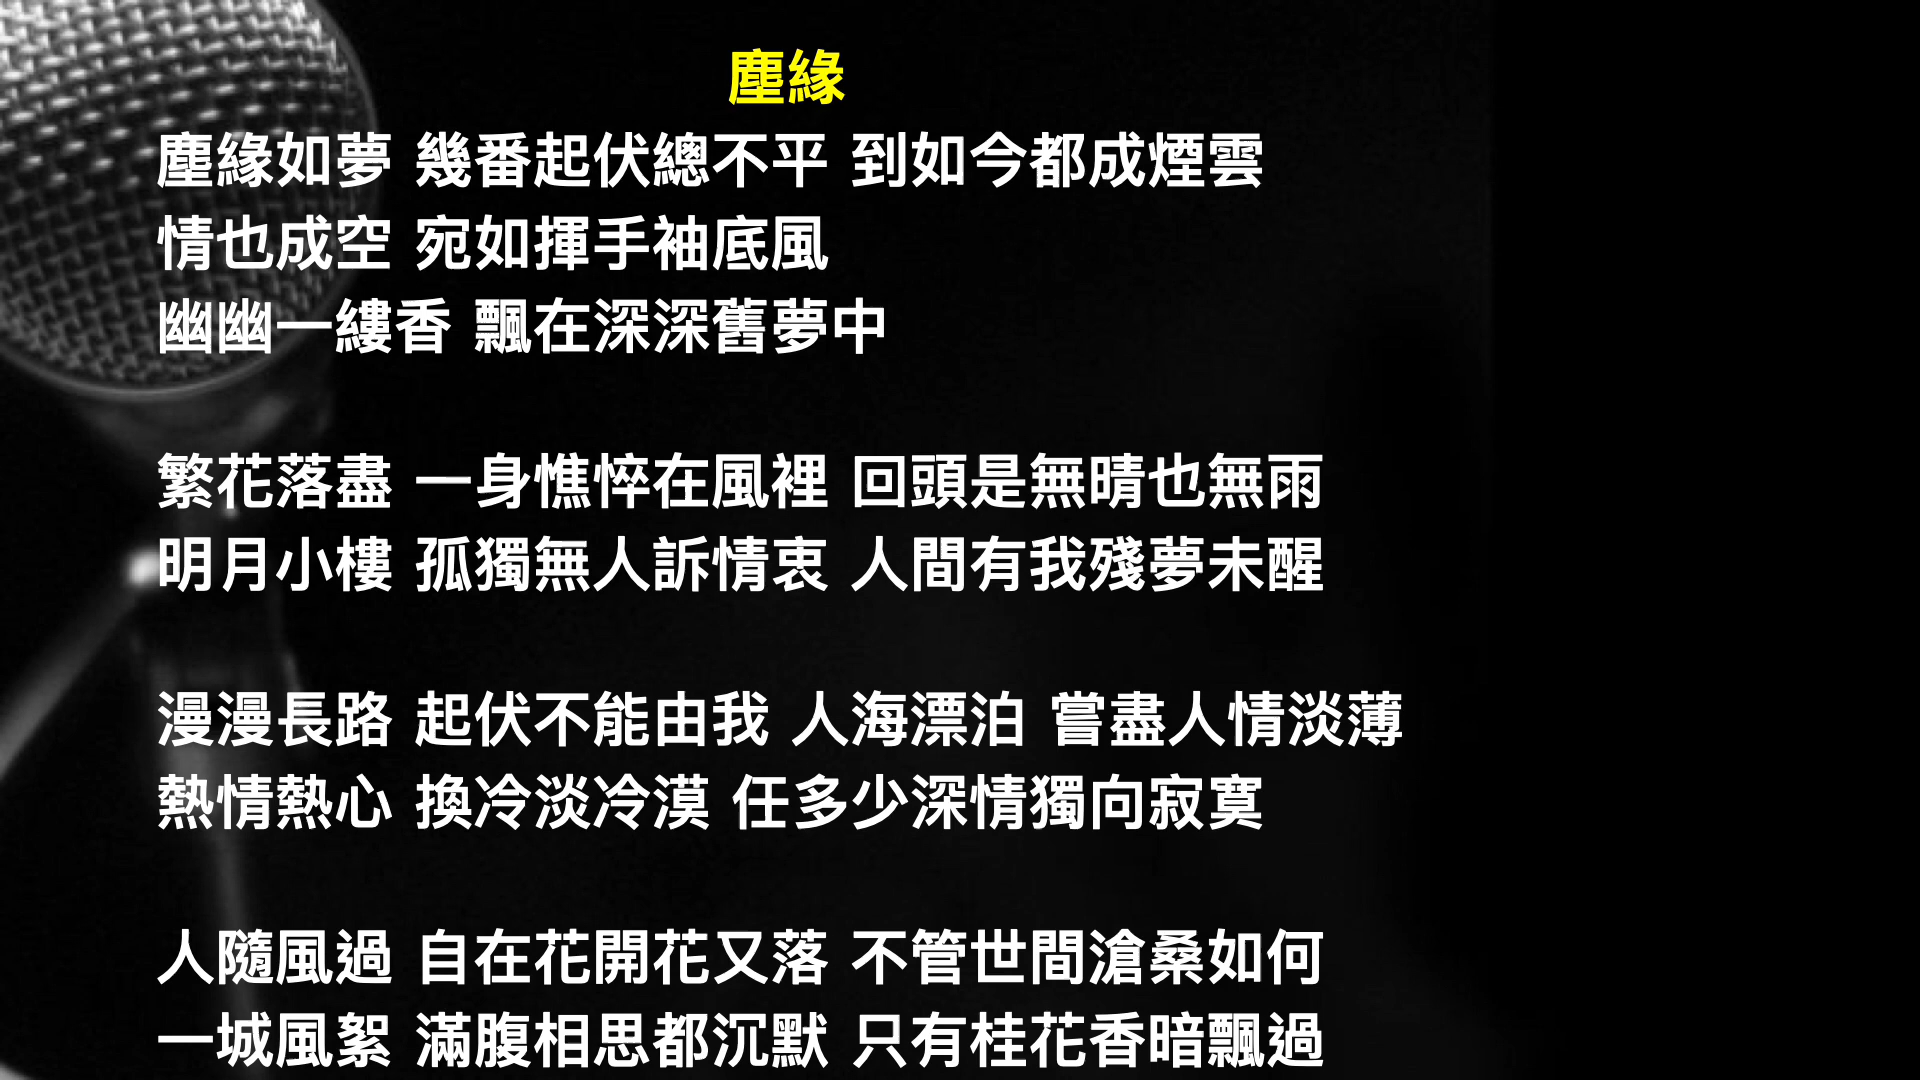 塵緣
塵緣如夢 幾番起伏總不平 到如今都成煙雲
情也成空 宛如揮手袖底風
幽幽一縷香 飄在深深舊夢中
繁花落盡 一身憔悴在風裡 回頭是無晴也無雨
明月小樓 孤獨無人訴情衷 人間有我殘夢未醒
漫漫長路 起伏不能由我 人海漂泊 嘗盡人情淡薄
熱情熱心 換冷淡冷漠 任多少深情獨向寂寞
人隨風過 自在花開花又落 不管世間滄桑如何
一城風絮 滿腹相思都沉默 只有桂花香暗飄過